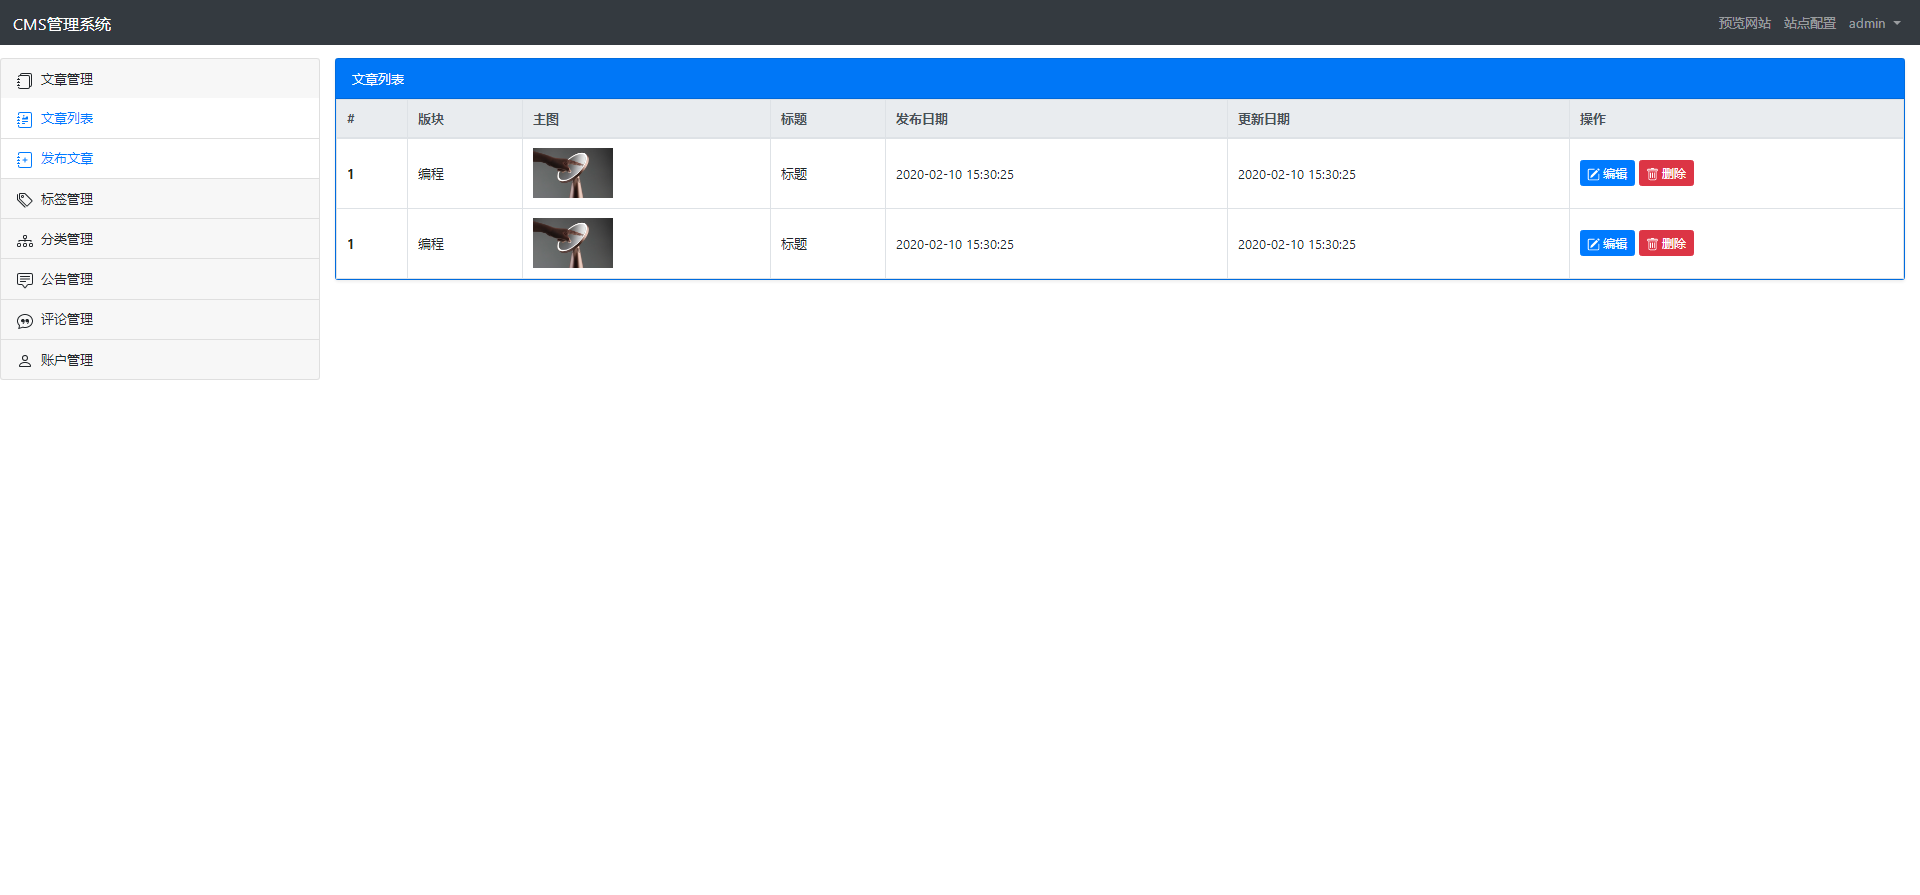 CMS管理系统
预览网站 站点配置 admin
文章管理
文章列表
发布文章
标签管理
分类管理
公告管理
评论管理
账户管理
文章列表
# 版块 主图 标题 发布日期 更新日期 操作
1 编程 标题 2020-02-10 15:30:25 2020-02-10 15:30:25 编辑 删除
1 编程 标题 2020-02-10 15:30:25 2020-02-10 15:30:25 编辑 删除